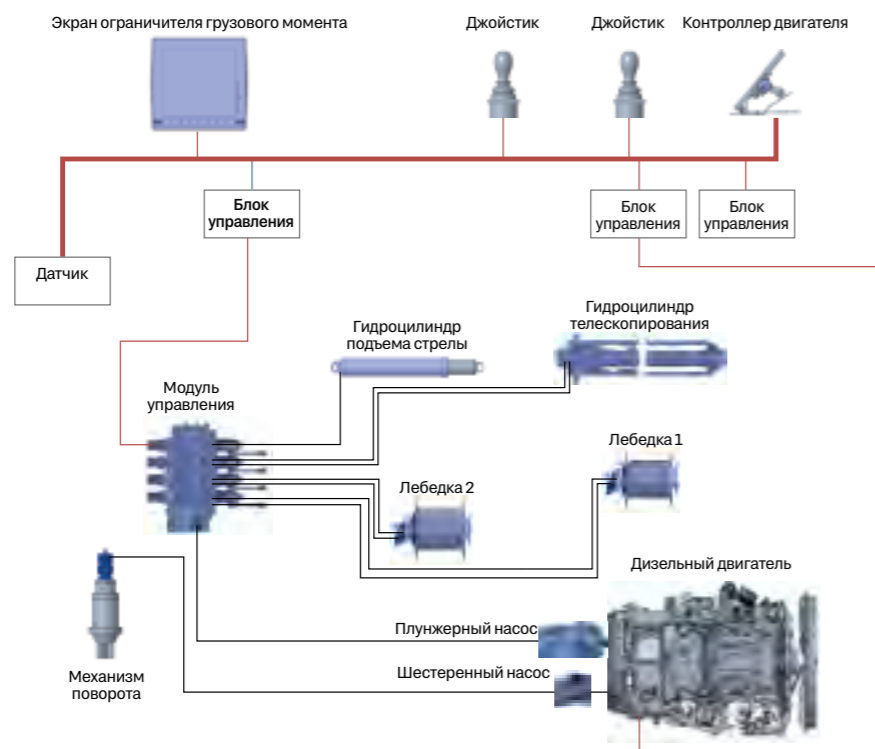 Экран ограничителя грузового момента
Джойстик
Джойстик
Контроллер двигателя
Блок
управления
Блок
управления
Блок
управления
Датчик
Гидроцилиндр
подъема стрелы
Гидроцилиндр
телескопирования
Модуль
управления
Лебедка 1
Лебедка 2
Дизельный двигатель
Плунжерный насос
Шестеренный насос
Механизм
поворота